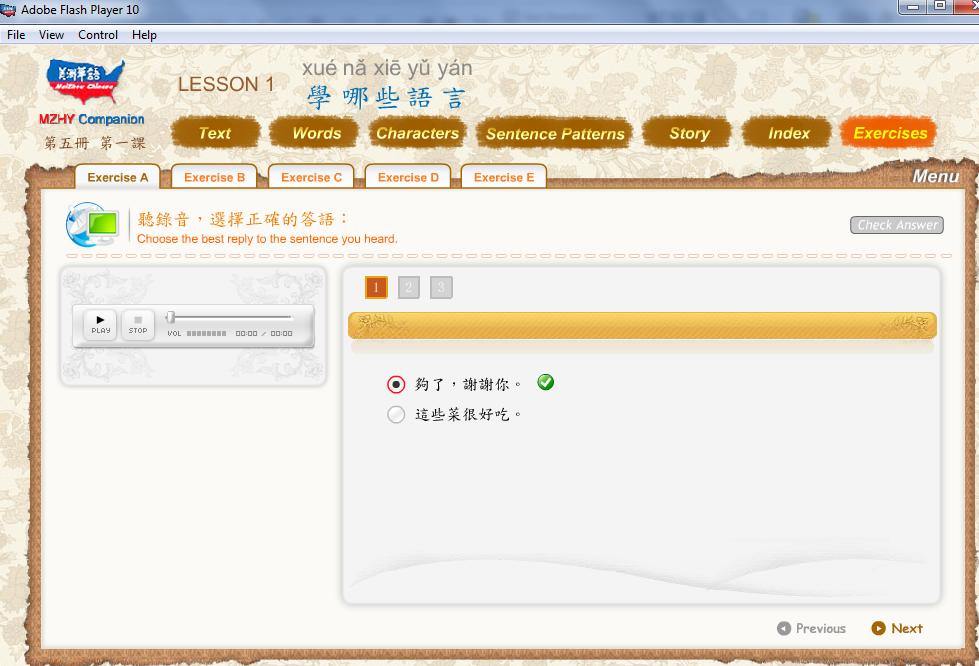 Adobe Flash Player 10
File View Control Help
美洲華語
MeiZhou Chinese
MZHY Companion
第五冊 第一課
LESSON 1
xué nǎ xiē yǔ yán
學 哪 些 語 言
Text Words Characters Sentence Patterns Story Index Exercises
Exercise A Exercise B Exercise C Exercise D Exercise E
Menu
聽錄音，選擇正確的答語：
Choose the best reply to the sentence you heard.
Check Answer
1 2 3
PLAY STOP VOL 00:00 / 00:00
夠了，謝謝你。
這些菜很好吃。
Previous Next